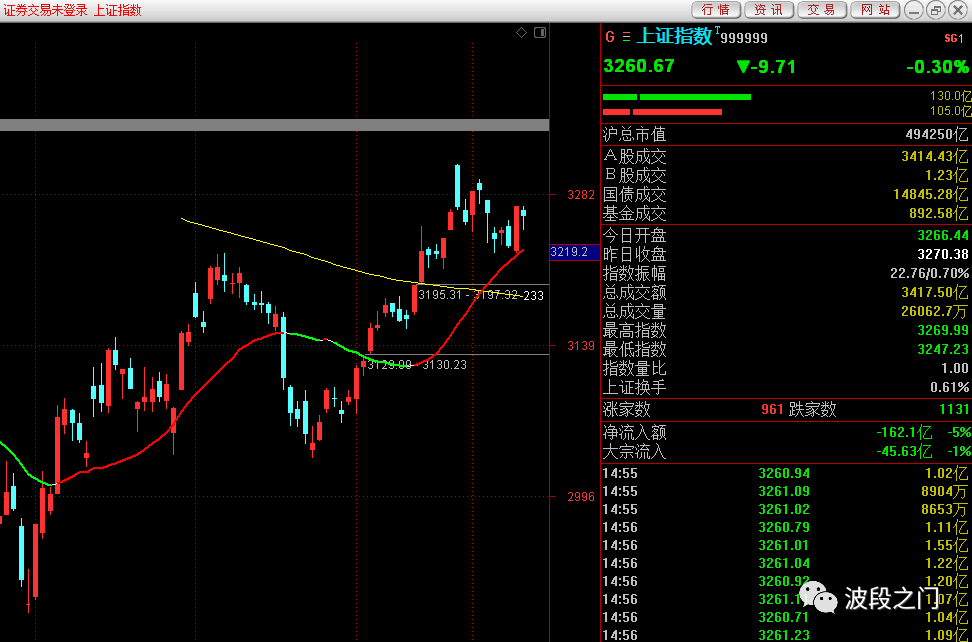 证券交易未登录 上证指数
行情 资讯 交易 网站
G 上证指数T999999 SG1
3260.67 ▼-9.71 -0.30%
130.0亿
105.0亿
沪总市值 494250亿
A股成交 3414.43亿
B股成交 1.23亿
国债成交 14845.28亿
基金成交 892.58亿
今日开盘 3266.44
昨日收盘 3270.38
指数振幅 22.76/0.70%
总成交额 3417.50亿
总成交量 26062.7万
最高指数 3269.99
最低指数 3247.23
指数量比 1.00
上证换手 0.61%
涨家数 961 跌家数 1131
净流入额 -162.1亿 -5%
大宗流入 -45.63亿 -1%
14:55 3260.94 1.02亿
14:55 3261.09 8904万
14:55 3261.02 8653万
14:56 3260.79 1.11亿
14:56 3261.01 1.55亿
14:56 3261.04 1.22亿
14:56 3260.92 1.20亿
14:56 3261.1 07亿
14:56 3260.71 1.04亿
14:56 3261.23 1.09亿
3282
3219.2
3195.31 - 3197.32 -233
3139
3129.09 - 3130.23
2996
波段之门